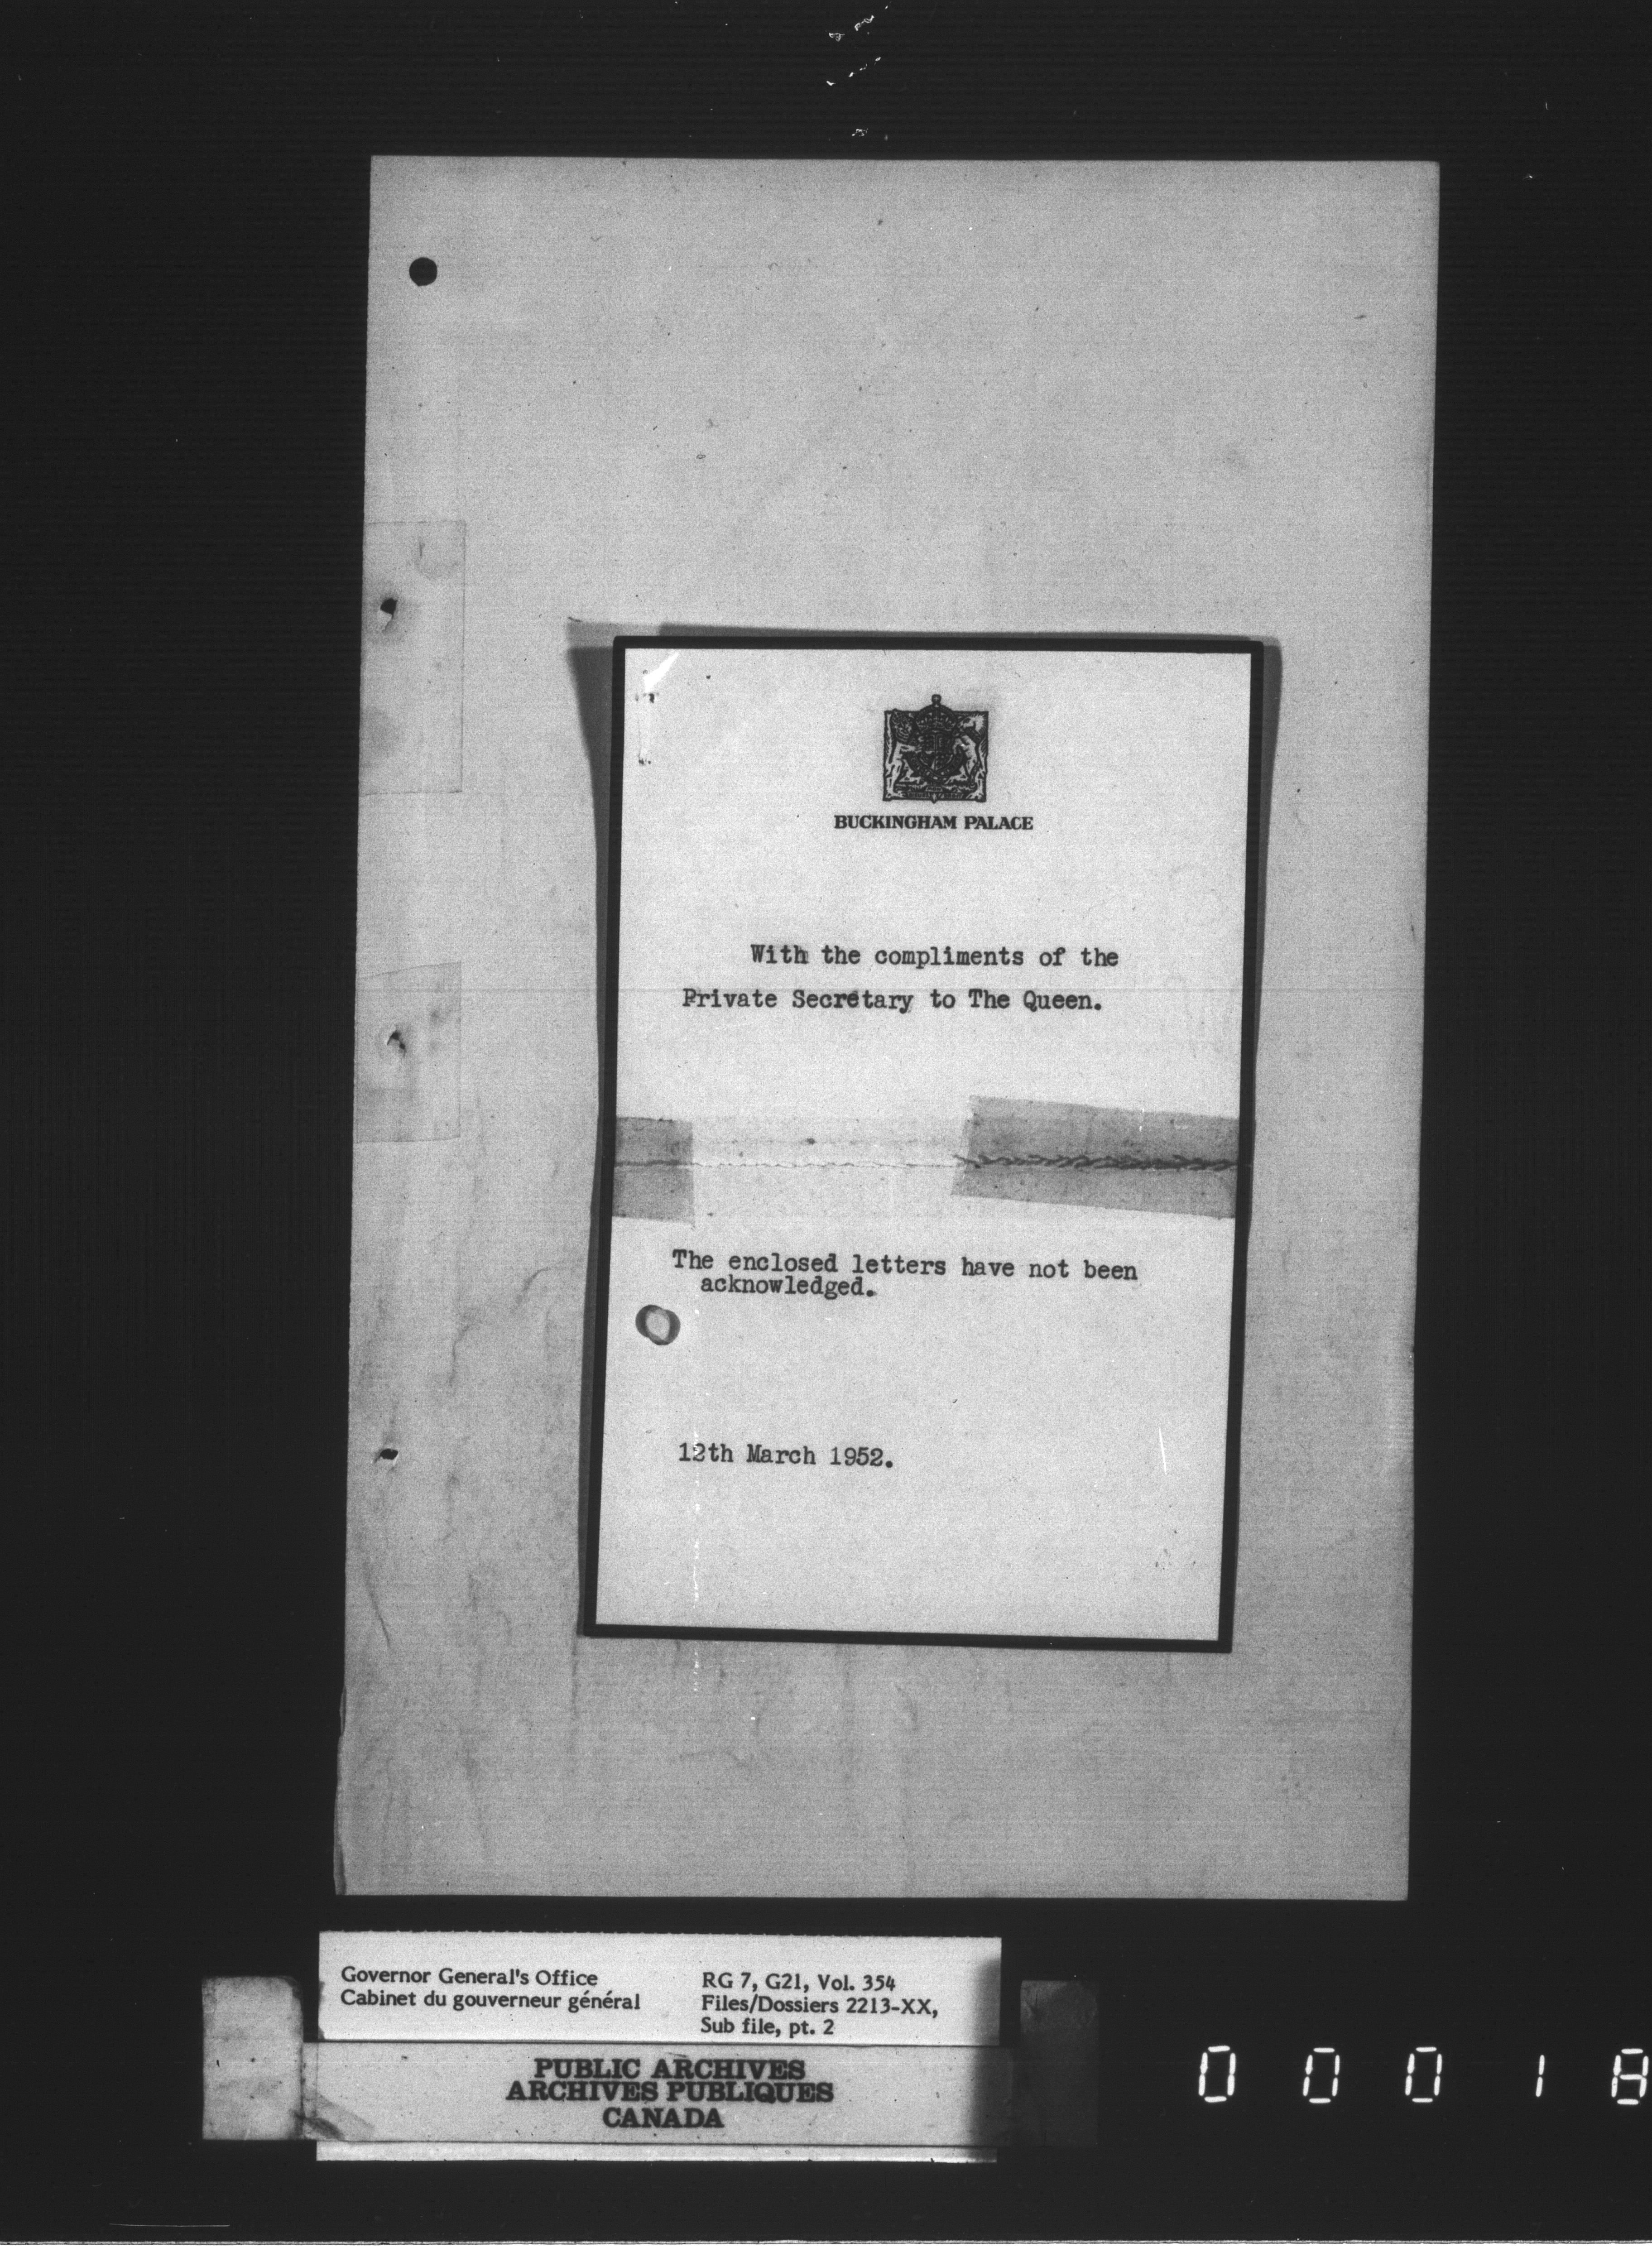 BUCKINGHAM PALACE
With the compliments of the
Private Secretary to The Queen.
The enclosed letters have not been
acknowledged.
12th March 1952.
Governor General's Office
Cabinet du gouverneur général
RG 7, G21, Vol. 354
Files/Dossiers 2213-XX,
Sub file, pt. 2
PUBLIC ARCHIVES
ARCHIVES PUBLIQUES
CANADA
00018